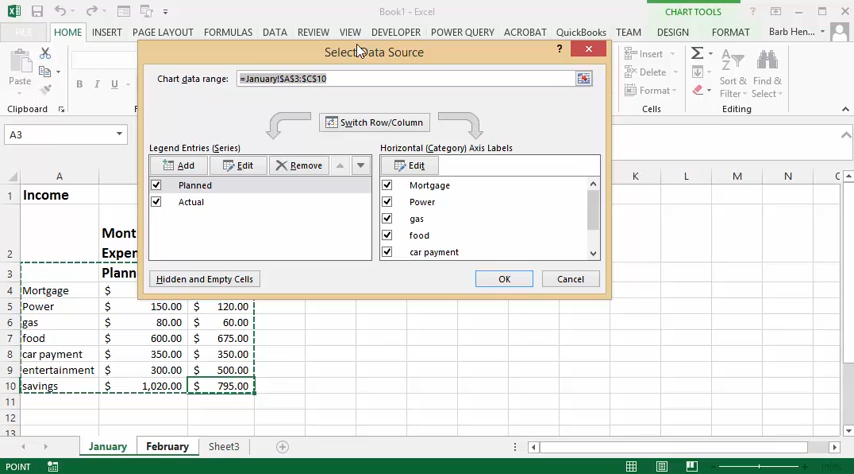 Book1 - Excel
CHART TOOLS
HOME INSERT PAGE LAYOUT FORMULAS DATA REVIEW VIEW DEVELOPER POWER QUERY ACROBAT QuickBooks TEAM DESIGN FORMAT Barb Hen...
Select Data Source
Chart data range: =January!$A$3:$C$10
Switch Row/Column
Legend Entries (Series)
Horizontal (Category) Axis Labels
Add Edit Remove
Edit
Planned
Actual
Mortgage
Power
gas
food
car payment
Hidden and Empty Cells
OK Cancel
Paste
Clipboard
B
Insert
Delete
Format
Cells
Sort & Filter
Find & Select
Editing
A3
A K L M N
1 Income
2 Mont
Expen
3 Plann
4 Mortgage $
5 Power $ 150.00 $ 120.00
6 gas $ 80.00 $ 60.00
7 food $ 600.00 $ 675.00
8 car payment $ 350.00 $ 350.00
9 entertainment $ 300.00 $ 500.00
10 savings $ 1,020.00 $ 795.00
11
12
13
January February Sheet3
POINT